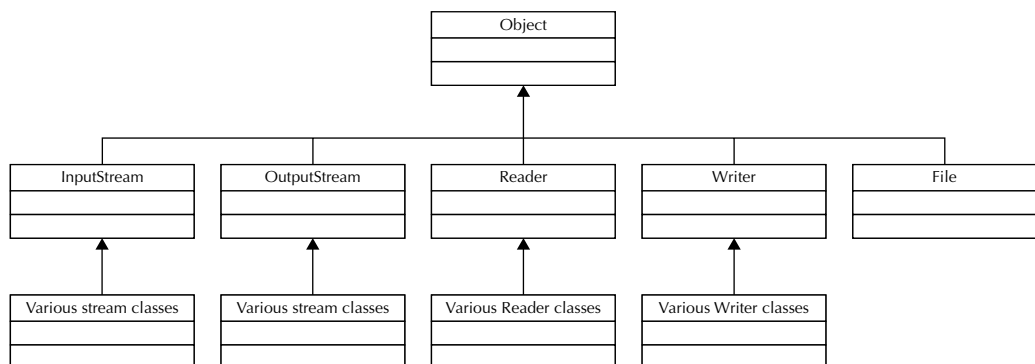 Object
InputStream
OutputStream
Reader
Writer
File
Various stream classes
Various stream classes
Various Reader classes
Various Writer classes